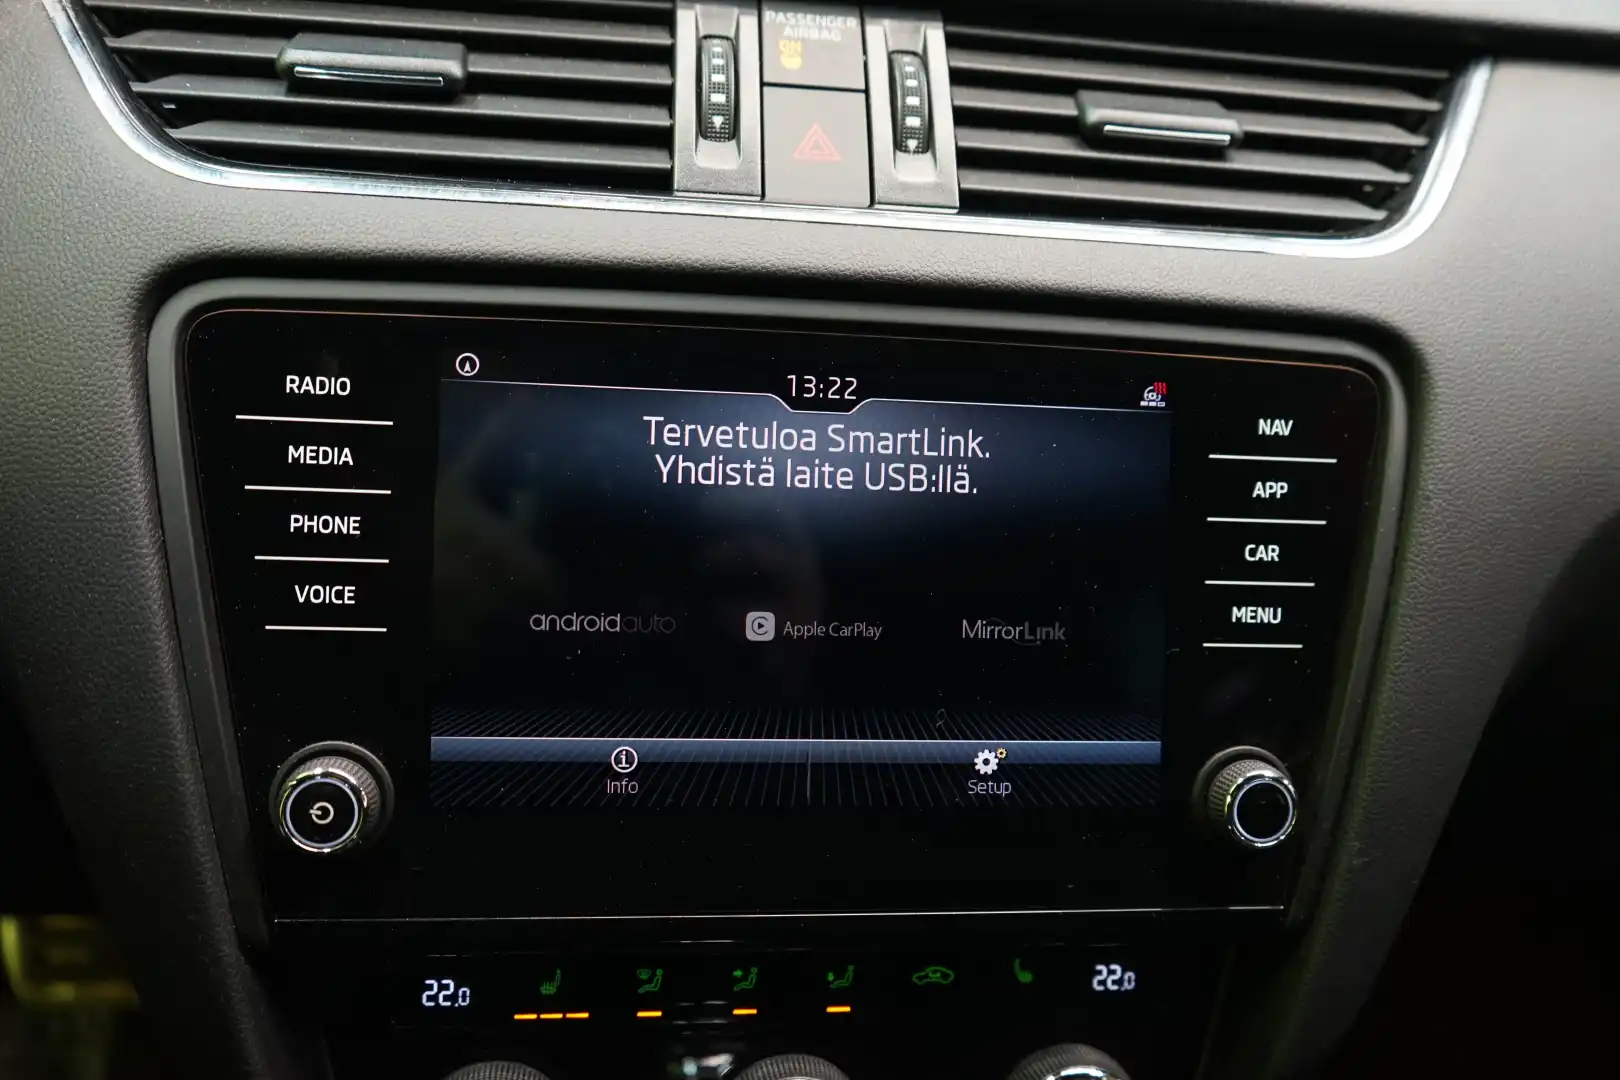 PASSENGER
AIRBAG
ON
13:22
RADIO
MEDIA
PHONE
VOICE
Tervetuloa SmartLink.
Yhdistä laite USB:llä.
androidauto
Apple CarPlay
MirrorLink
Info
Setup
NAV
APP
CAR
MENU
22.0
22.0